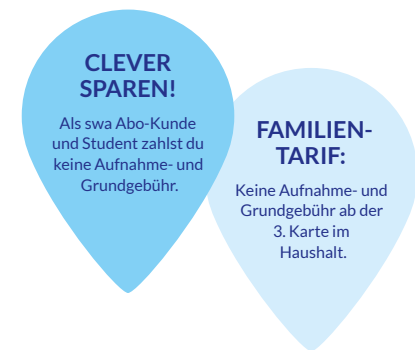 CLEVER
SPAREN!
Als swa Abo-Kunde
und Student zahlst du
keine Aufnahme- und
Grundgebühr.
FAMILIEN-
TARIF:
Keine Aufnahme- und
Grundgebühr ab der
3. Karte im
Haushalt.